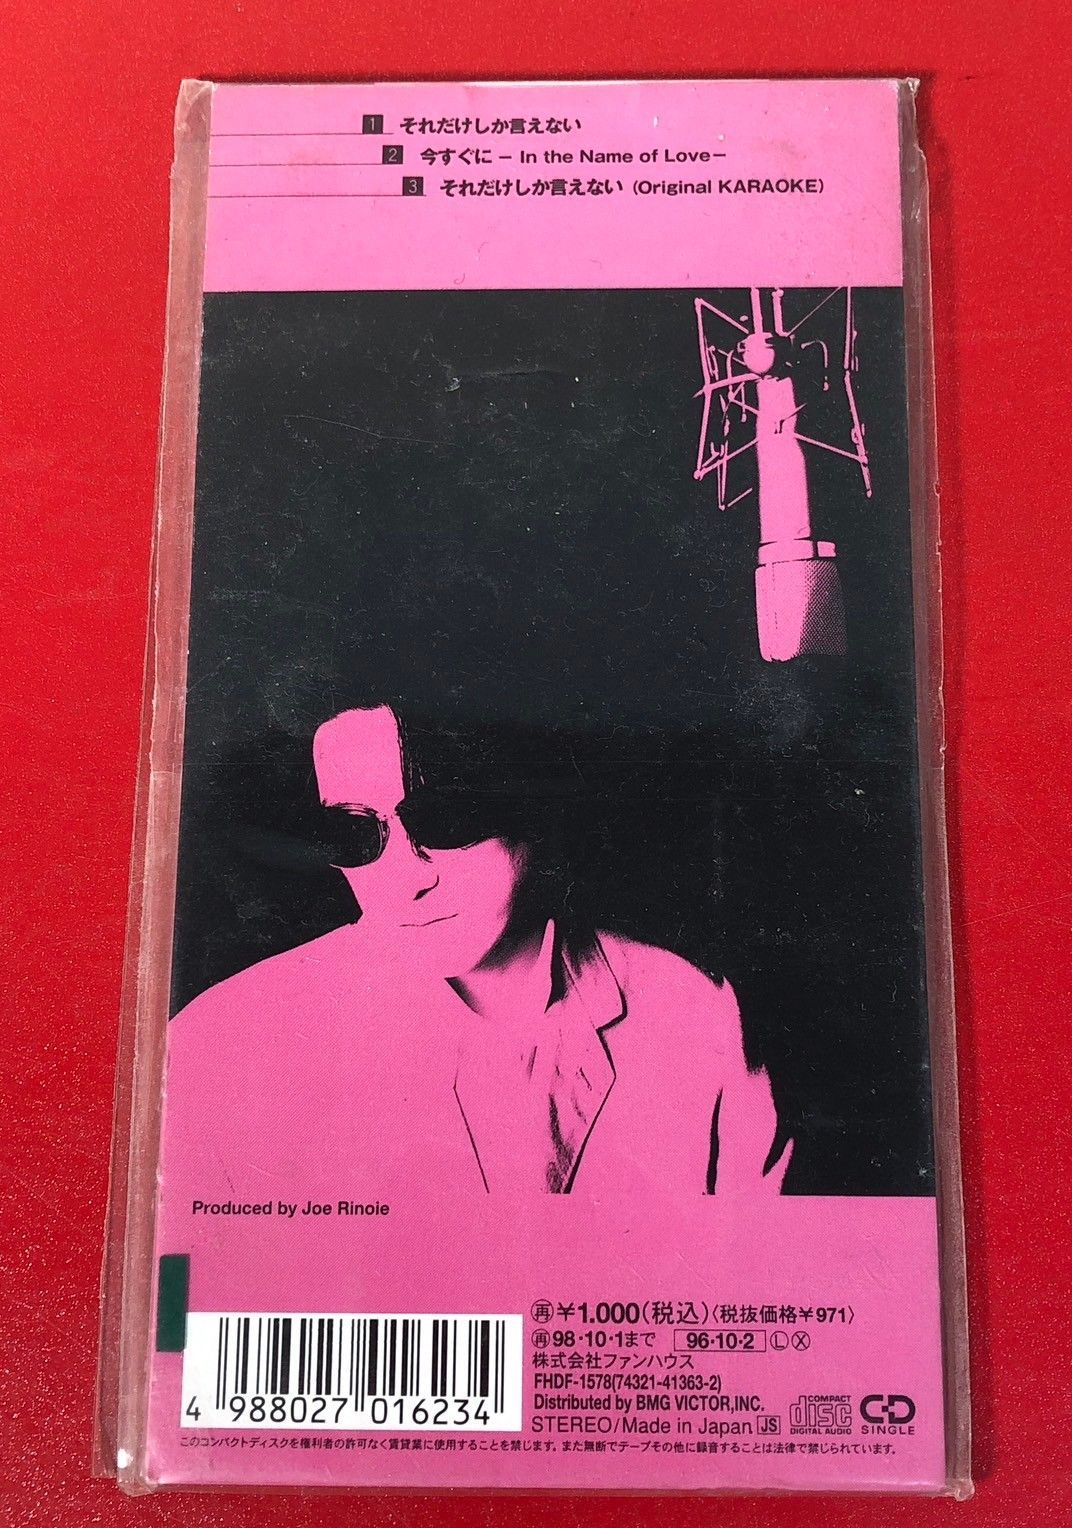 1 それだけしか言えない
2 今すぐに－In the Name of Love－
3 それだけしか言えない (Original KARAOKE)
Produced by Joe Rinoie
再￥1.000(税込)〈税抜価格￥971〉
再98・10・1まで 96・10・2 L X
株式会社ファンハウス
FHDF-1578(74321-41363-2)
Distributed by BMG VICTOR,INC.
STEREO/Made in Japan JS
COMPACT disc DIGITAL AUDIO
CD SINGLE
4 988027 016234
このコンパクトディスクを権利者の許可なく賃貸業に使用することを禁じます。また無断でテープその他に録音することは法律で禁じられています。